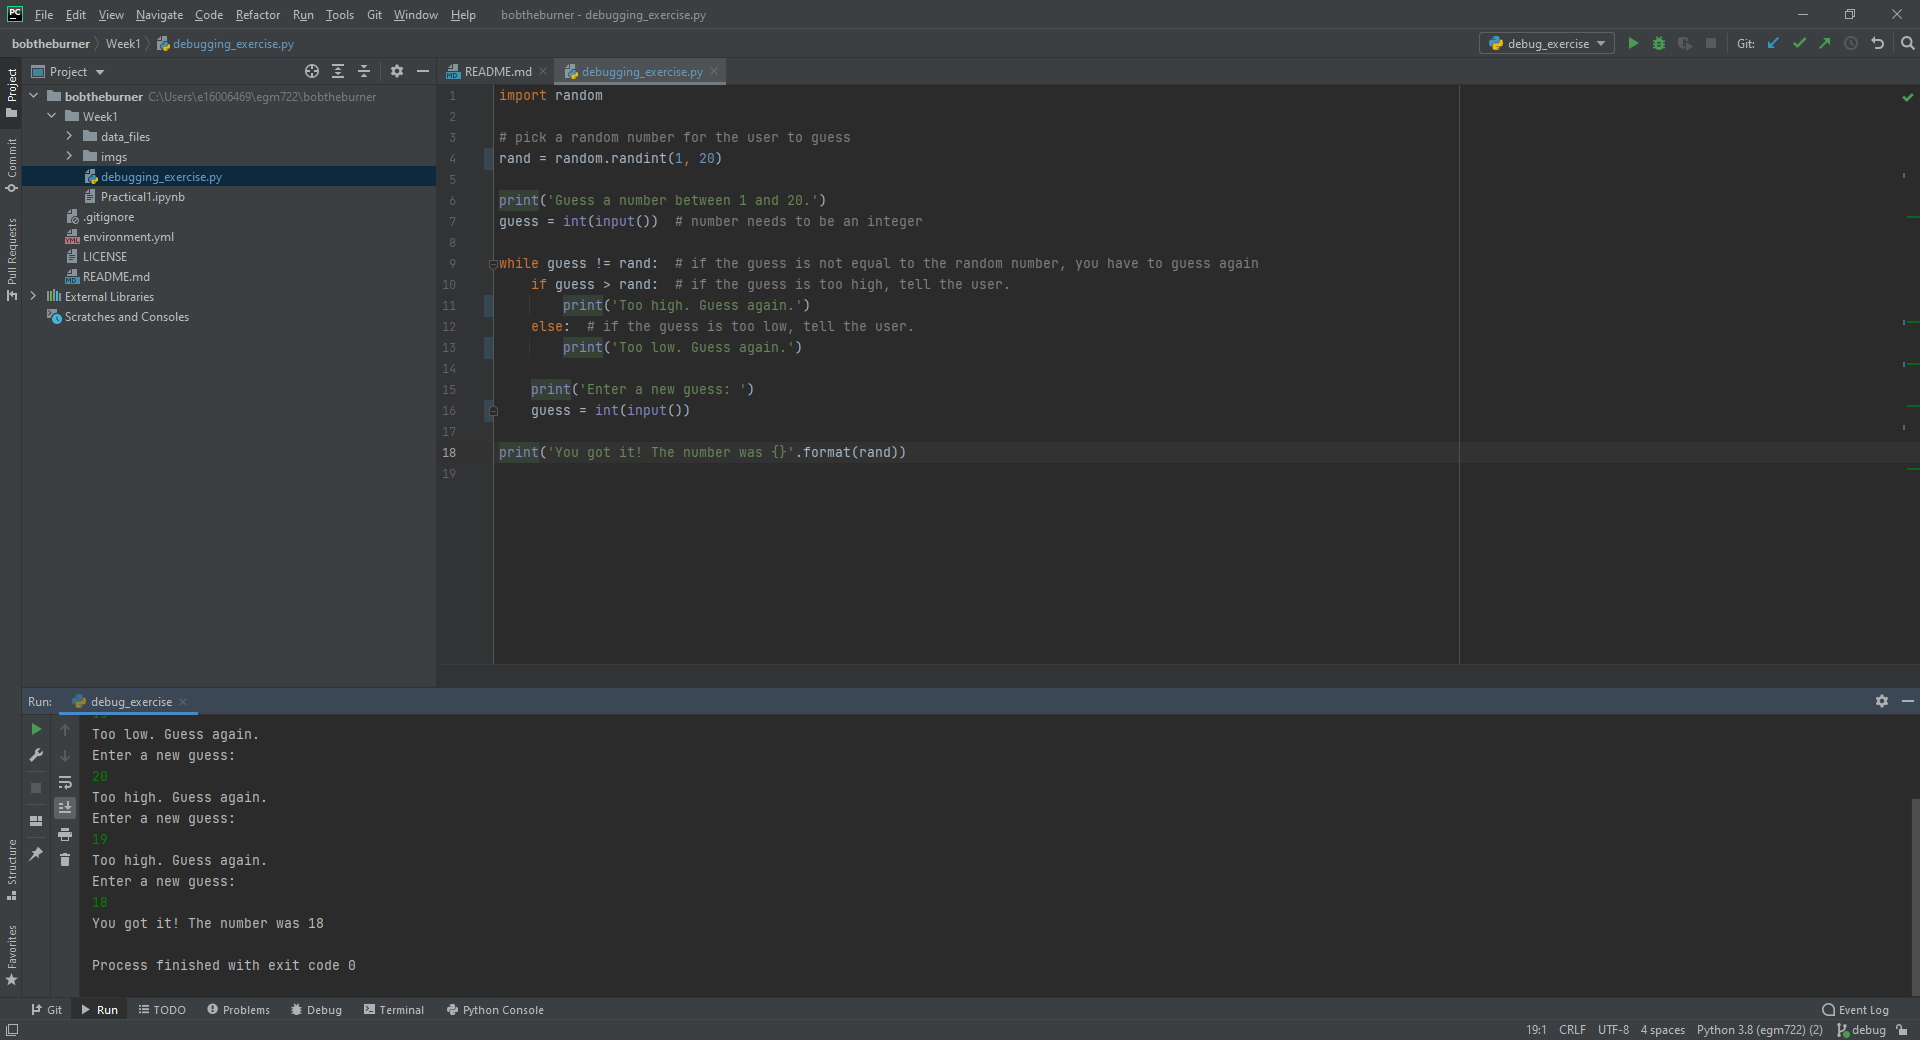 PC File Edit View Navigate Code Refactor Run Tools Git Window Help bobtheburner - debugging_exercise.py
bobtheburner Week1 debugging_exercise.py debug_exercise Git:
Project
Project
Commit
Pull Requests
bobtheburner C:\Users\e16006469\egm722\bobtheburner
Week1
data_files
imgs
debugging_exercise.py
Practical1.ipynb
.gitignore
environment.yml
LICENSE
README.md
External Libraries
Scratches and Consoles
README.md debugging_exercise.py
1 import random
2
3 # pick a random number for the user to guess
4 rand = random.randint(1, 20)
5
6 print('Guess a number between 1 and 20.')
7 guess = int(input())  # number needs to be an integer
8
9 while guess != rand:  # if the guess is not equal to the random number, you have to guess again
10     if guess > rand:  # if the guess is too high, tell the user.
11         print('Too high. Guess again.')
12     else:  # if the guess is too low, tell the user.
13         print('Too low. Guess again.')
14
15     print('Enter a new guess: ')
16     guess = int(input())
17
18 print('You got it! The number was {}'.format(rand))
19
Run: debug_exercise
Too low. Guess again.
Enter a new guess:
20
Too high. Guess again.
Enter a new guess:
19
Too high. Guess again.
Enter a new guess:
18
You got it! The number was 18
Process finished with exit code 0
Structure
Favorites
Git Run TODO Problems Debug Terminal Python Console Event Log
19:1 CRLF UTF-8 4 spaces Python 3.8 (egm722) (2) debug